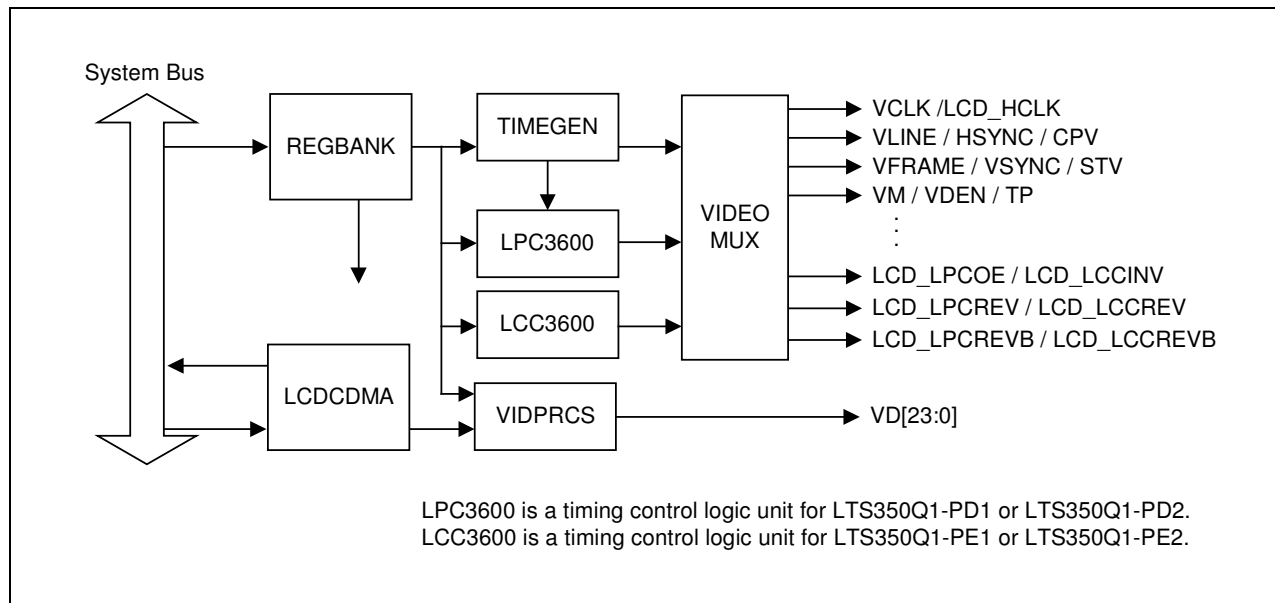 System Bus
REGBANK
TIMEGEN
LPC3600
LCC3600
LCDCDMA
VIDPRCS
VIDEO
MUX
VCLK /LCD_HCLK
VLINE / HSYNC / CPV
VFRAME / VSYNC / STV
VM / VDEN / TP
LCD_LPCOE / LCD_LCCINV
LCD_LPCREV / LCD_LCCREV
LCD_LPCREVB / LCD_LCCREVB
VD[23:0]
LPC3600 is a timing control logic unit for LTS350Q1-PD1 or LTS350Q1-PD2.
LCC3600 is a timing control logic unit for LTS350Q1-PE1 or LTS350Q1-PE2.